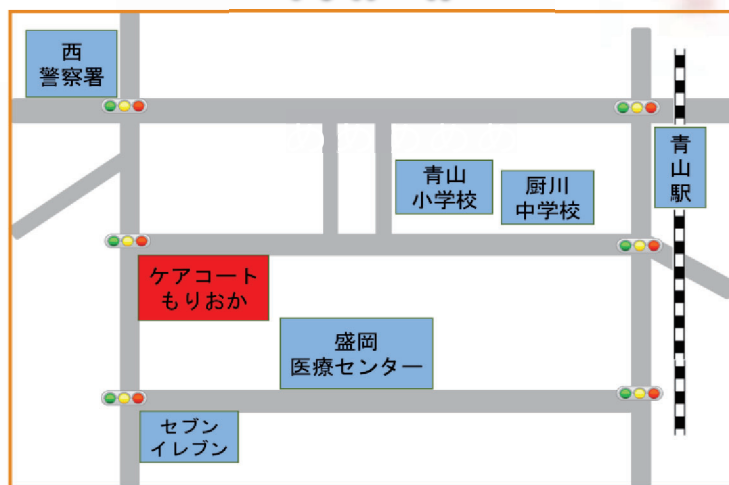 西
警察署
青山
小学校
厨川
中学校
青
山
駅
ケアコート
もりおか
盛岡
医療センター
セブン
イレブン